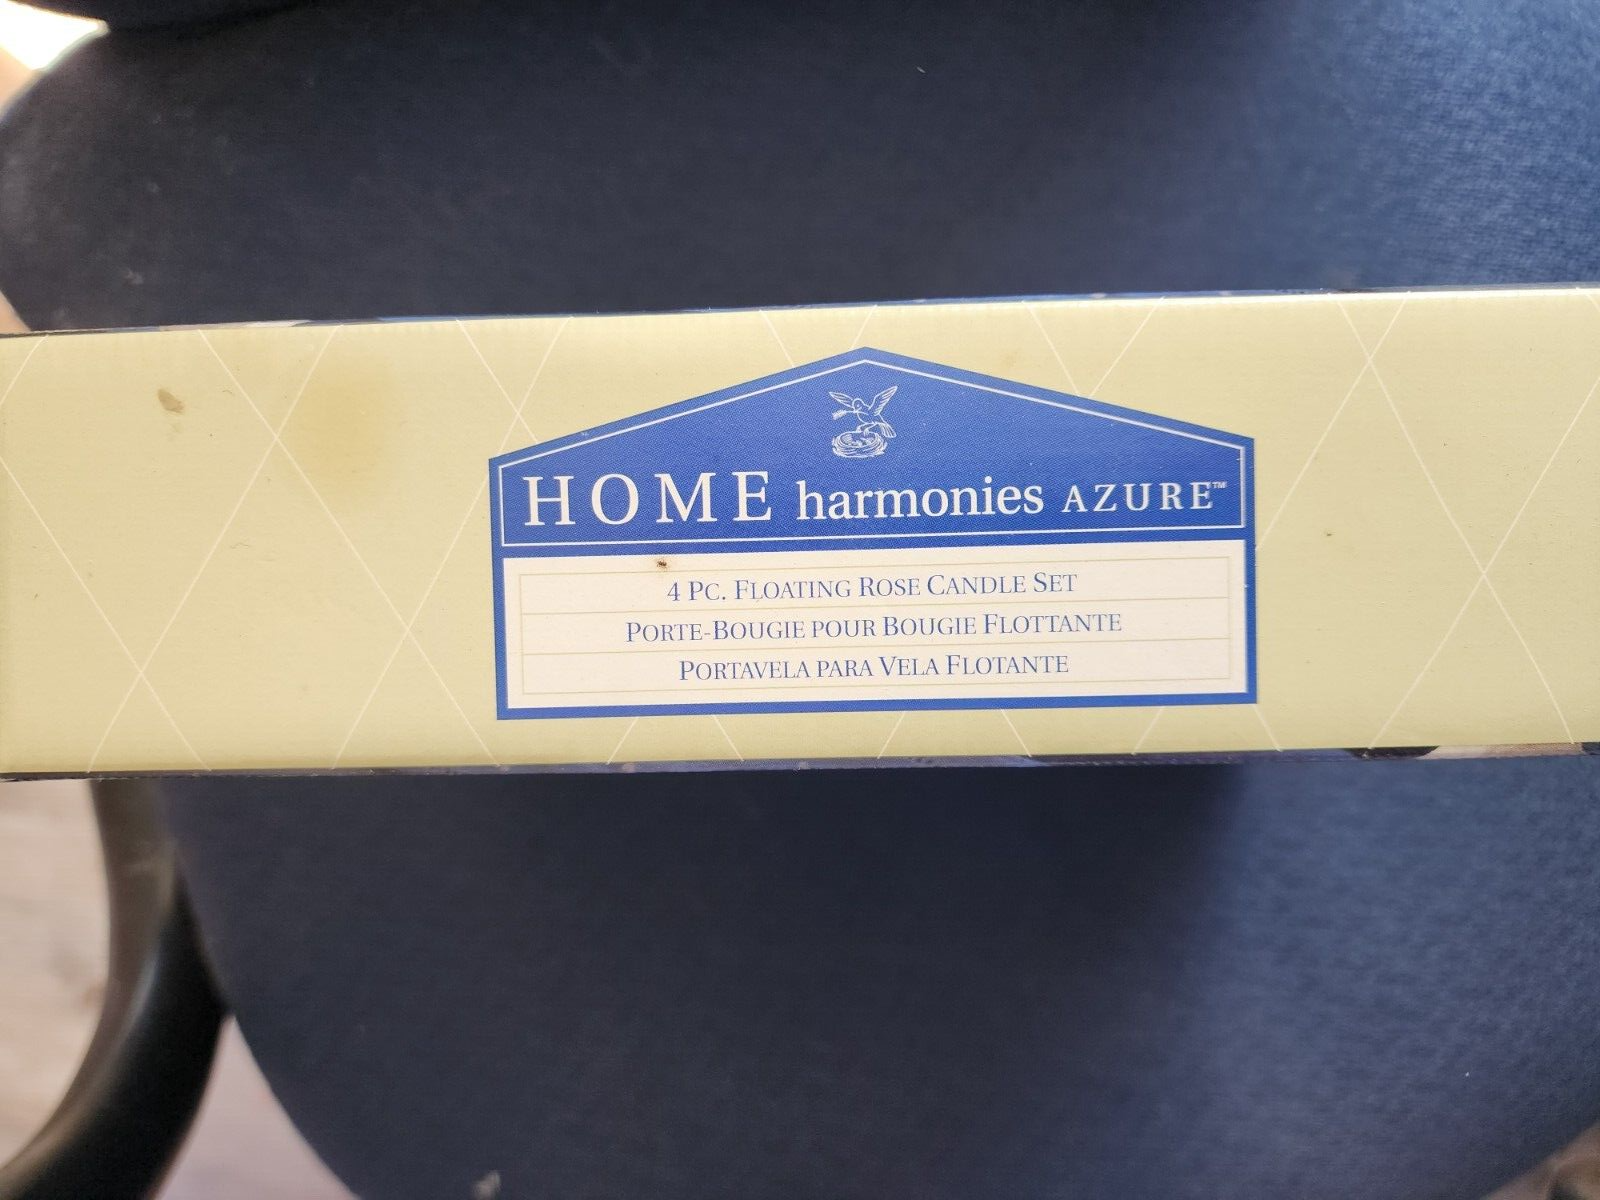 HOME harmonies AZURE™
4 PC. FLOATING ROSE CANDLE SET
PORTE-BOUGIE POUR BOUGIE FLOTTANTE
PORTAVELA PARA VELA FLOTANTE